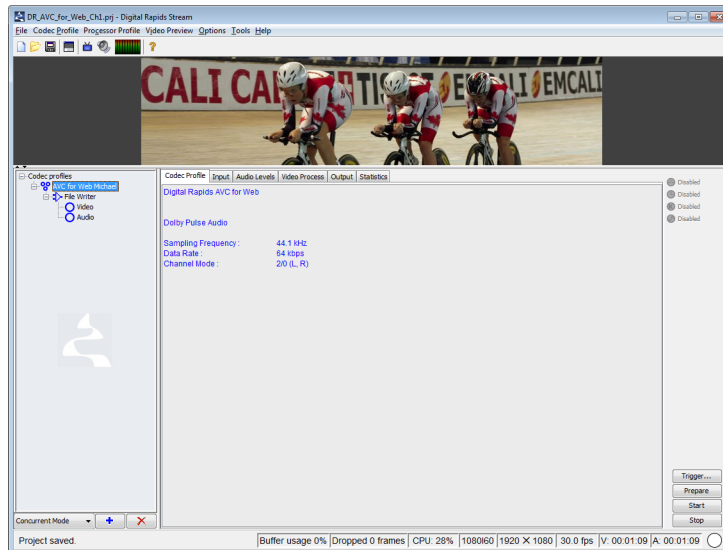 DR_AVC_for_Web_Ch1.prj - Digital Rapids Stream
File Codec Profile Processor Profile Video Preview Options Tools Help
CALI CAL TIC E ALI EMCALI
Codec profiles
AVC for Web Michael
File Writer
Video
Audio
Concurrent Mode
Codec Profile Input Audio Levels Video Process Output Statistics
Digital Rapids AVC for Web
Dolby Pulse Audio
Sampling Frequency : 44.1 kHz
Data Rate : 64 kbps
Channel Mode : 2/0 (L, R)
Disabled
Disabled
Disabled
Disabled
Trigger...
Prepare
Start
Stop
Project saved. Buffer usage 0% Dropped 0 frames CPU: 28% 1080I60 1920 X 1080 30.0 fps V: 00:01:09 A: 00:01:09